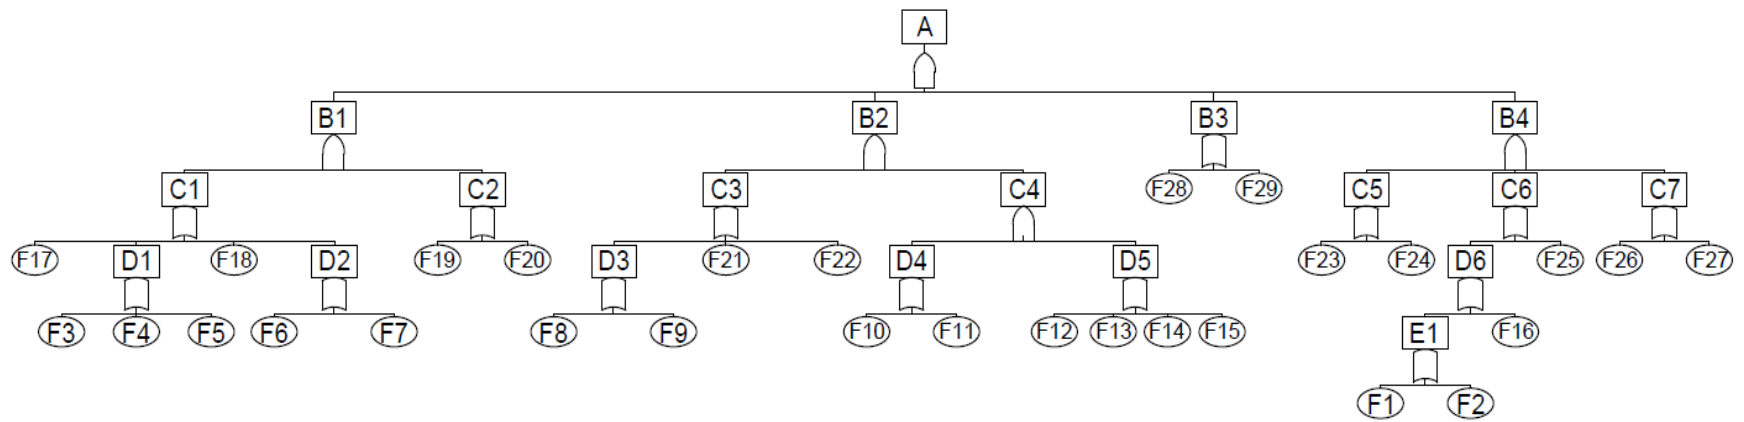 A
B1 B2 B3 B4
C1 C2 C3 C4 F28 F29 C5 C6 C7
F17 D1 F18 D2 F19 F20 D3 F21 F22 D4 D5 F23 F24 D6 F25 F26 F27
F3 F4 F5 F6 F7 F8 F9 F10 F11 F12 F13 F14 F15 E1 F16
F1 F2